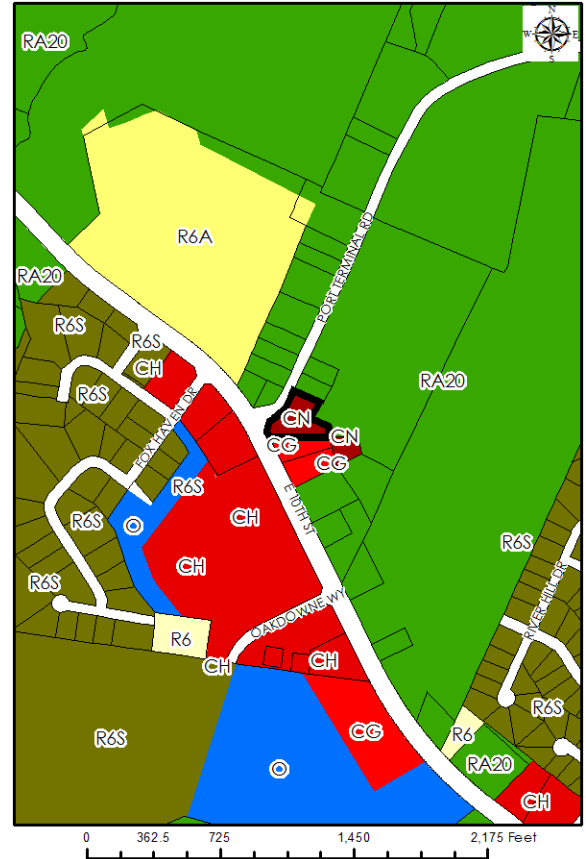 N
W E
S
RA20
R6A
PORT TERMINAL RD
RA20
R6S
R6S
CH
R6S
RA20
CN
FOX HAVEN DR
CG
CN
CG
R6S
E 10TH ST
R6S
O
CH
R6S
CH
R6S
RIVER HILL DR
OAKDOWNE WY
R6
CH
CH
R6S
CG
R6S
R6
O
RA20
CH
0 362.5 725 1,450 2,175 Feet